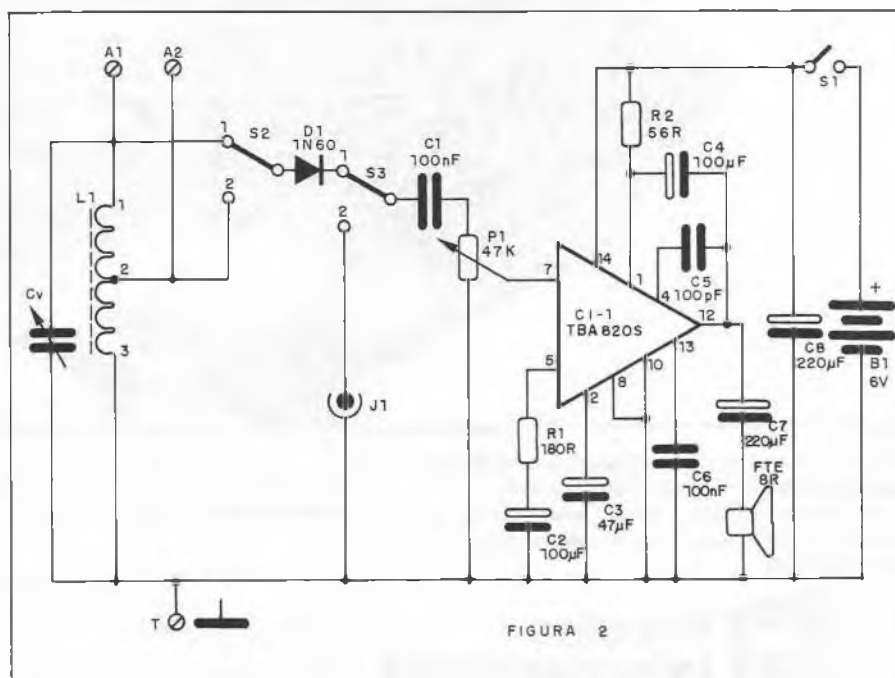 A1
A2
S1
S2
D1
1N60
1
2
S3
1
2
C1
100nF
P1
47K
R2
56R
C4
100µF
C5
100pF
L1
1
2
3
Cv
7
14
1
4
12
CI-1
TBA820S
5
2
8
10
13
C8
220µF
+
B1
6V
J1
R1
180R
C2
100µF
C3
47µF
C6
100nF
C7
220µF
FTE
8R
T
FIGURA 2